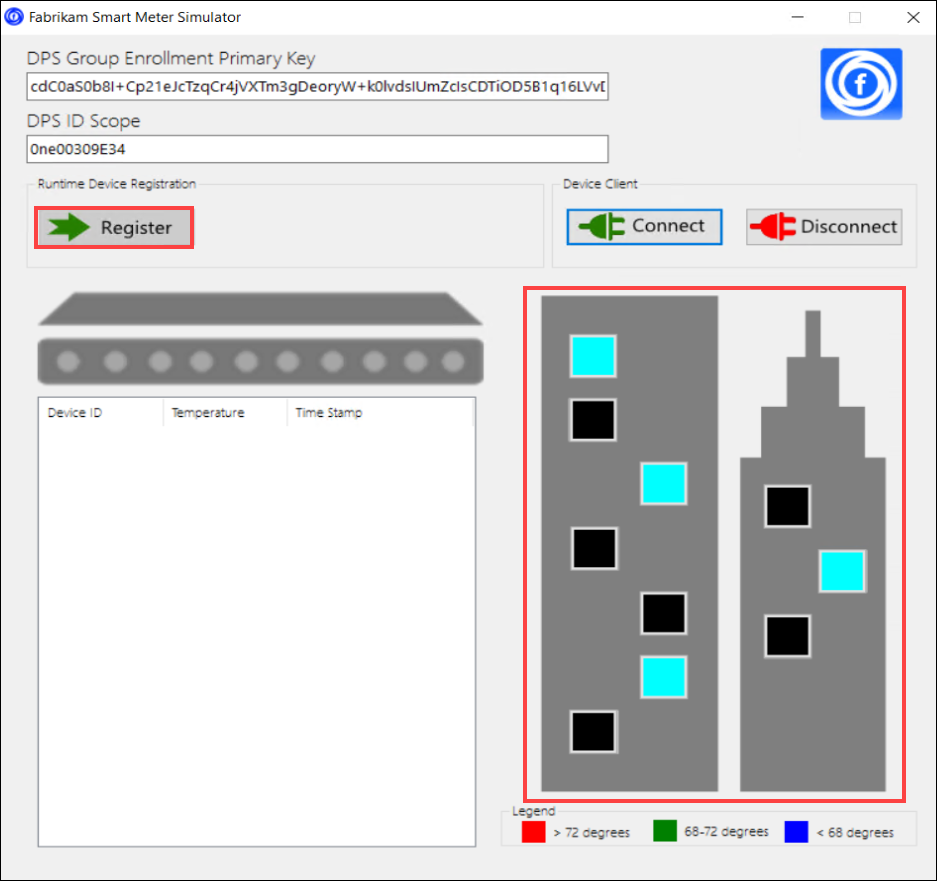 Fabrikam Smart Meter Simulator
DPS Group Enrollment Primary Key
cdC0aS0b8I+Cp21eJcTzqCr4jVXTm3gDeoryW+k0lvdsIUmZcIsCDTiOD5B1q16LVv
DPS ID Scope
0ne00309E34
Runtime Device Registration
Register
Device Client
Connect
Disconnect
f
Device ID
Temperature
Time Stamp
Legend
> 72 degrees
68-72 degrees
< 68 degrees